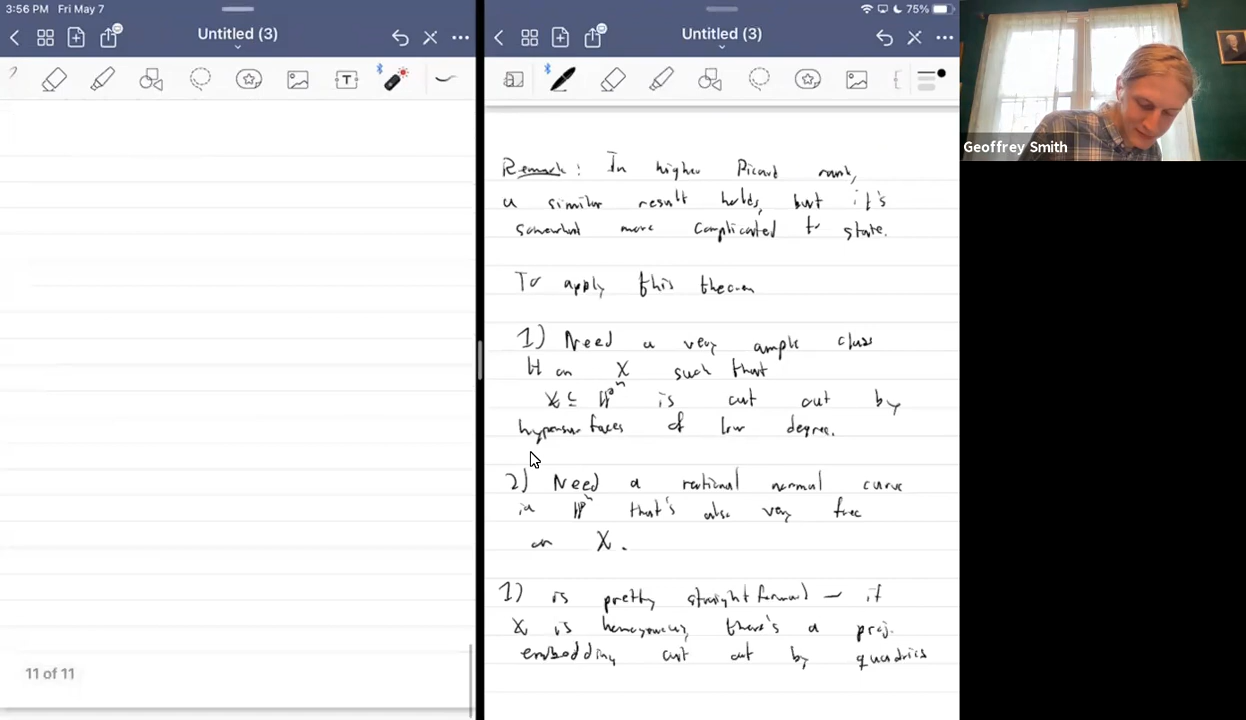 3:56 PM Fri May 7
Untitled (3)
75%
Untitled (3)
Geoffrey Smith
11 of 11
Remark: In higher Picard rank,
a similar result holds, but it's
somewhat more complicated to state.
To apply this theorem
1) Need a very ample class
H on X such that
X ⊆ ℙⁿ is cut out by
hypersurfaces of low degree.
2) Need a rational normal curve
in ℙⁿ that's also very free
on X.
1) is pretty straightforward - if
X is homogeneous, there's a proj.
embedding cut out by quadrics